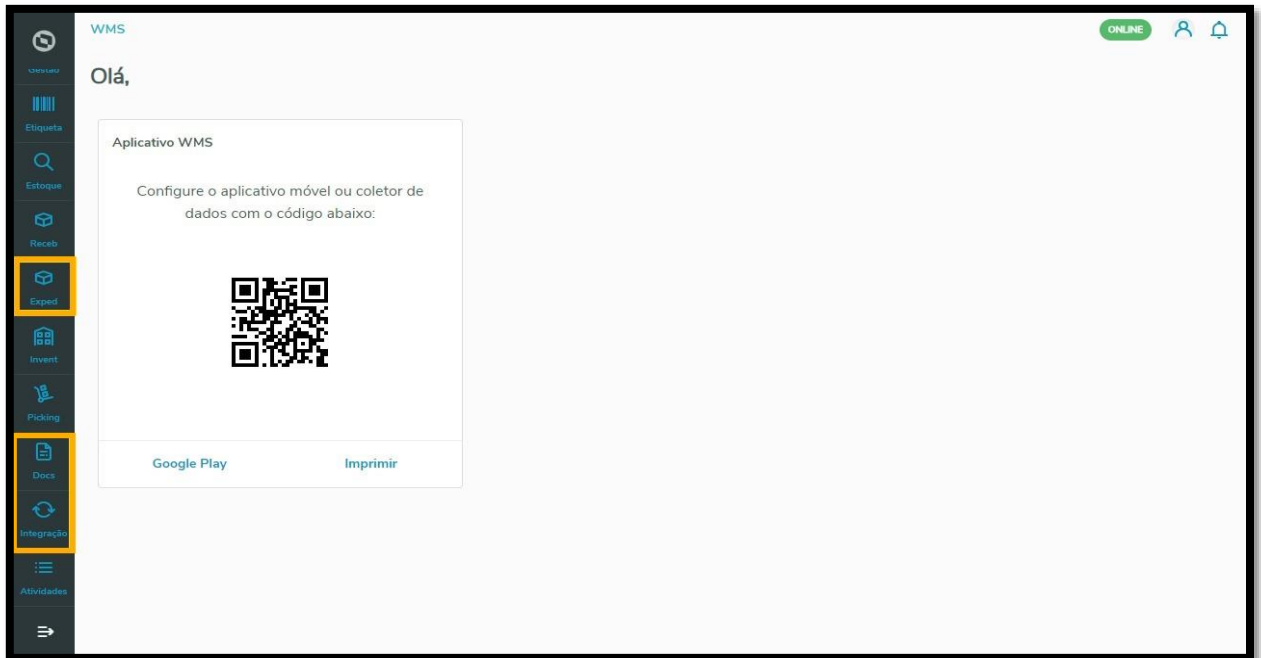 WMS
ONLINE
Olá,
Gestão
Etiqueta
Estoque
Receb
Exped
Invent
Picking
Docs
Integração
Atividades
Aplicativo WMS
Configure o aplicativo móvel ou coletor de
dados com o código abaixo:
Google Play
Imprimir